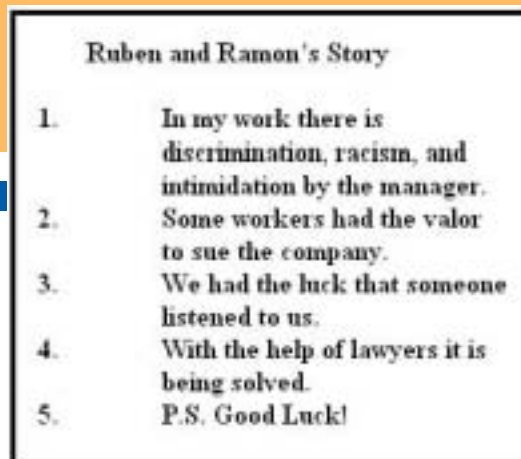 Ruben and Ramon's Story
1. In my work there is
discrimination, racism, and
intimidation by the manager.
2. Some workers had the valor
to sue the company.
3. We had the luck that someone
listened to us.
4. With the help of lawyers it is
being solved.
5. P.S. Good Luck!